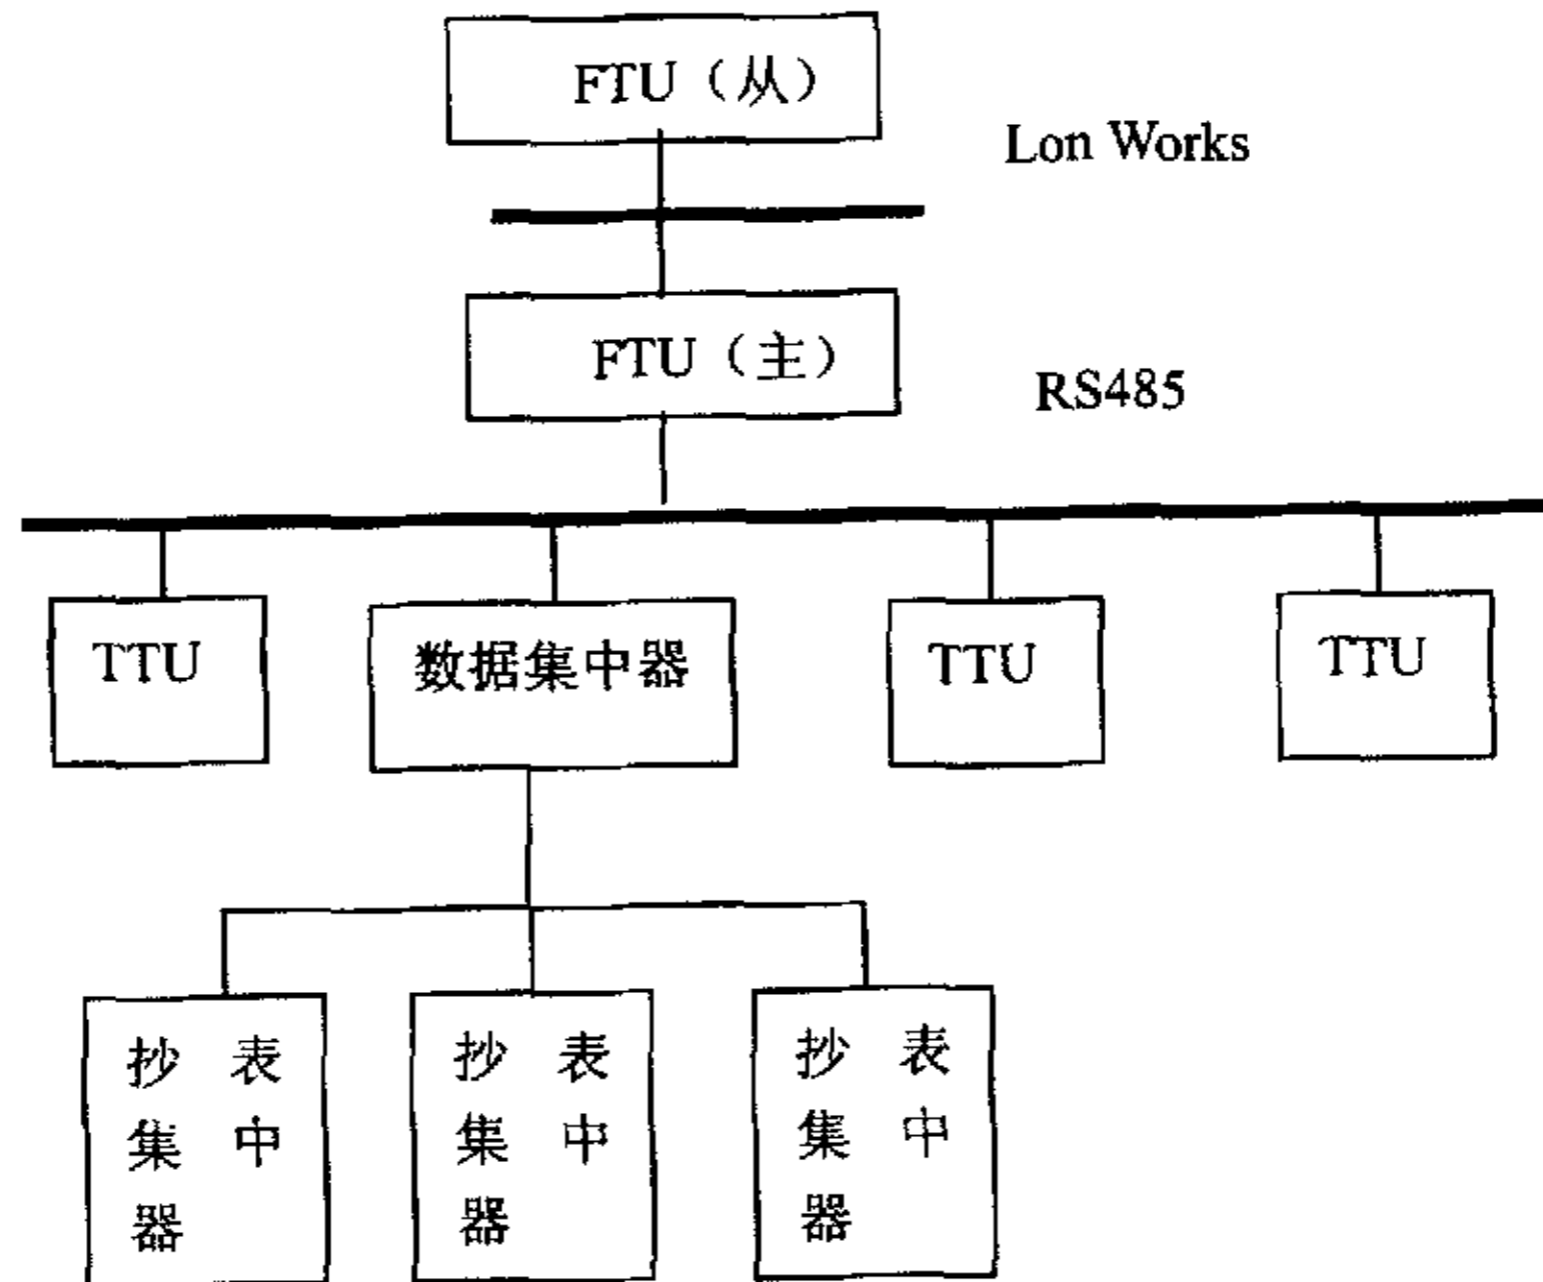 FTU（从）
Lon Works
FTU（主）
RS485
TTU
数据集中器
TTU
TTU
抄 表
集 中
器
抄 表
集 中
器
抄 表
集 中
器